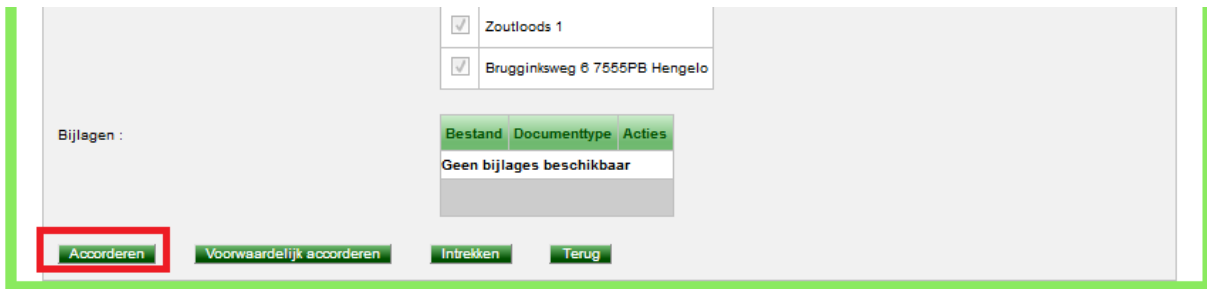 Zoutloods 1
Brugginksweg 6 7555PB Hengelo
Bijlagen :
Bestand Documenttype Acties
Geen bijlages beschikbaar
Accorderen Voorwaardelijk accorderen Intrekken Terug